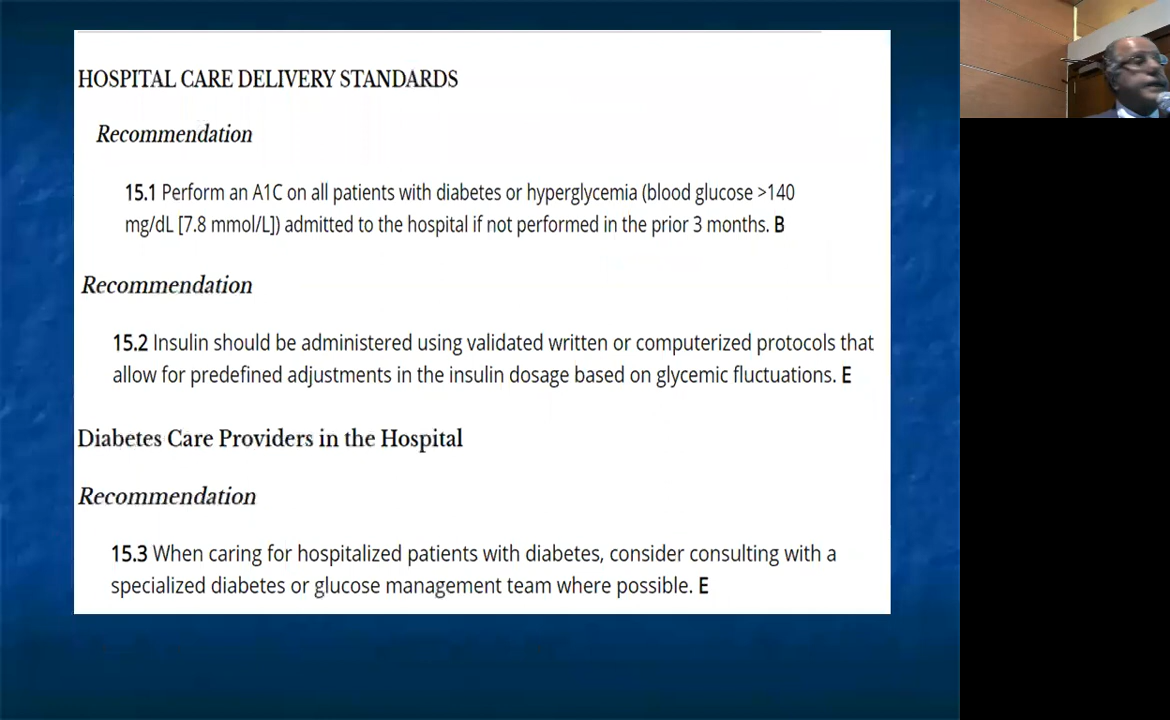 HOSPITAL CARE DELIVERY STANDARDS
Recommendation
15.1 Perform an A1C on all patients with diabetes or hyperglycemia (blood glucose >140
mg/dL [7.8 mmol/L]) admitted to the hospital if not performed in the prior 3 months. B
Recommendation
15.2 Insulin should be administered using validated written or computerized protocols that
allow for predefined adjustments in the insulin dosage based on glycemic fluctuations. E
Diabetes Care Providers in the Hospital
Recommendation
15.3 When caring for hospitalized patients with diabetes, consider consulting with a
specialized diabetes or glucose management team where possible. E